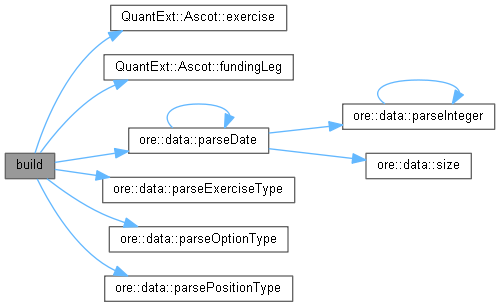 QuantExt::Ascot::exercise
QuantExt::Ascot::fundingLeg
ore::data::parseInteger
ore::data::parseDate
build
ore::data::size
ore::data::parseExerciseType
ore::data::parseOptionType
ore::data::parsePositionType